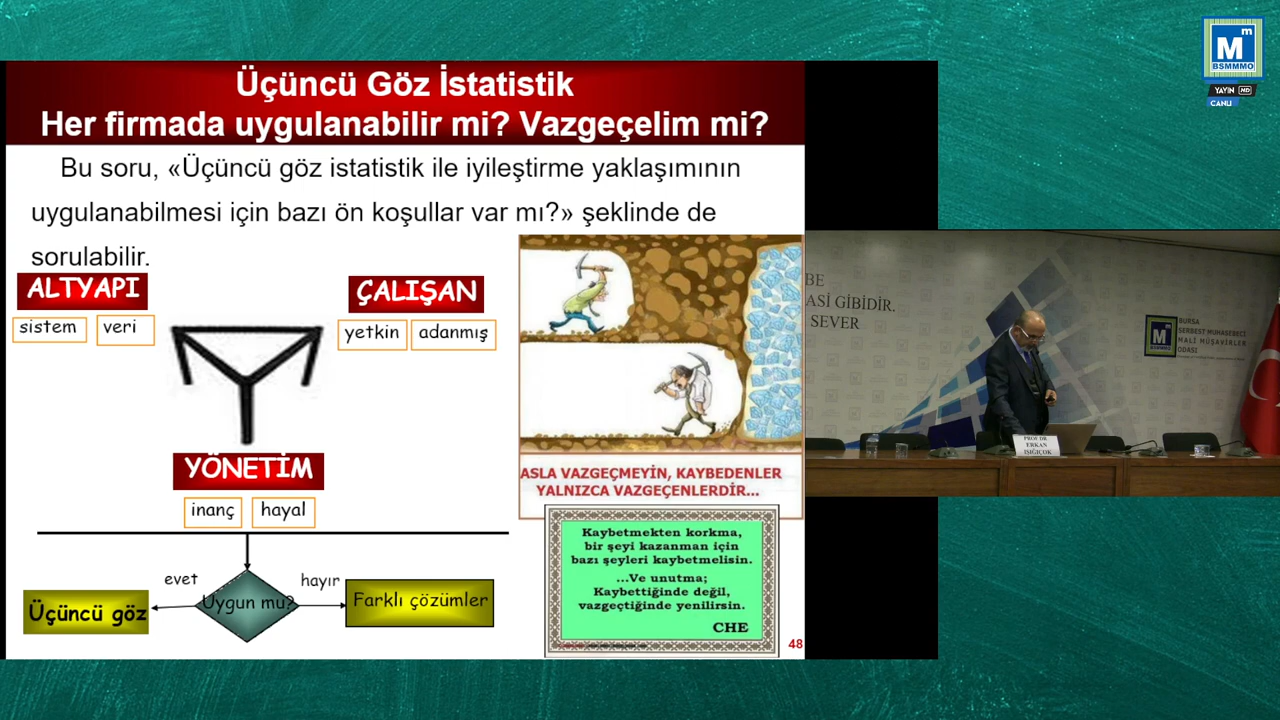 Üçüncü Göz İstatistik
Her firmada uygulanabilir mi? Vazgeçelim mi?
Bu soru, «Üçüncü göz istatistik ile iyileştirme yaklaşımının
uygulanabilmesi için bazı ön koşullar var mı?» şeklinde de
sorulabilir.
ALTYAPI
sistem
veri
ÇALIŞAN
yetkin
adanmış
YÖNETİM
inanç
hayal
evet
Uygun mu?
hayır
Üçüncü göz
Farklı çözümler
ASLA VAZGEÇMEYİN, KAYBEDENLER
YALNIZCA VAZGEÇENLERDİR...
Kaybetmekten korkma,
bir şeyi kazanman için
bazı şeyleri kaybetmelisin.
...Ve unutma;
Kaybettiğinde değil,
vazgeçtiğinde yenilirsin.
CHE
48
M m
BSMMMO
YAYIN HD
CANLI
BE
ASİ GİBİDİR.
SEVER
BURSA
SERBEST MUHASEBECİ
MALİ MÜŞAVİRLER
ODASI
PROF DR
ERKAN
IŞIĞIÇOK